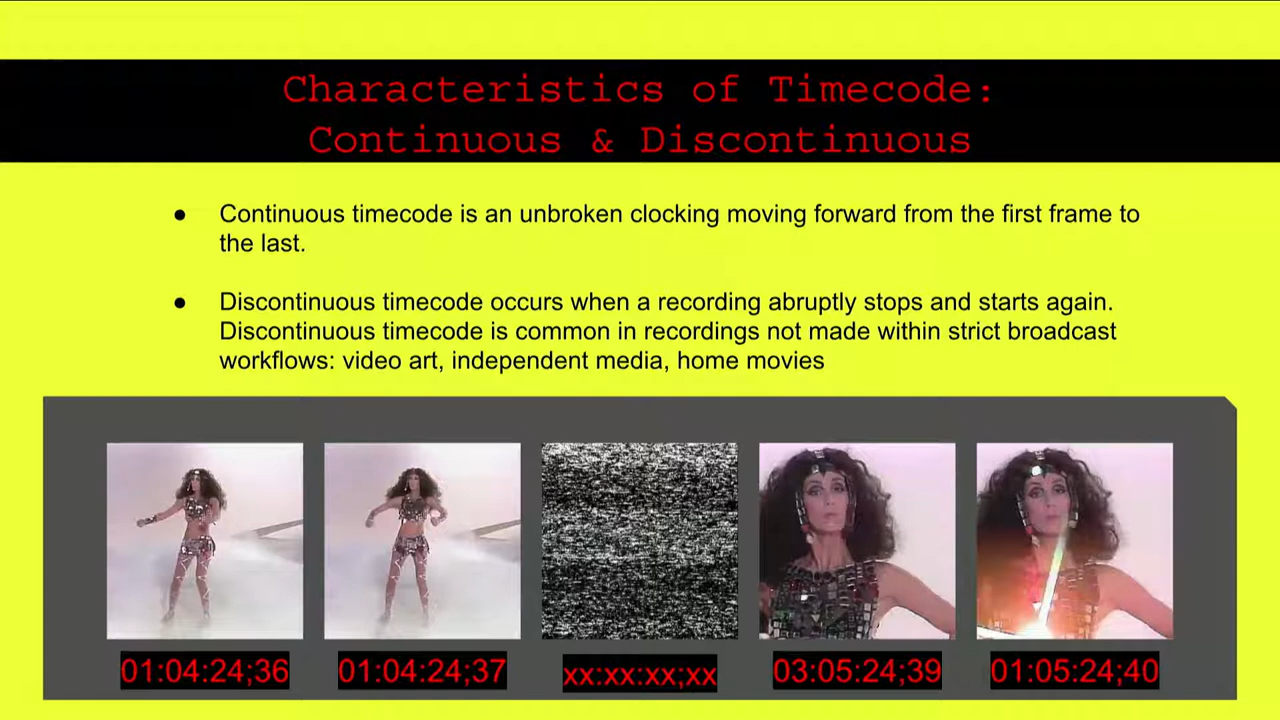 Characteristics of Timecode:
Continuous & Discontinuous
● Continuous timecode is an unbroken clocking moving forward from the first frame to
the last.
● Discontinuous timecode occurs when a recording abruptly stops and starts again.
Discontinuous timecode is common in recordings not made within strict broadcast
workflows: video art, independent media, home movies
01:04:24;36 01:04:24;37 xx:xx:xx;xx 03:05:24;39 01:05:24;40